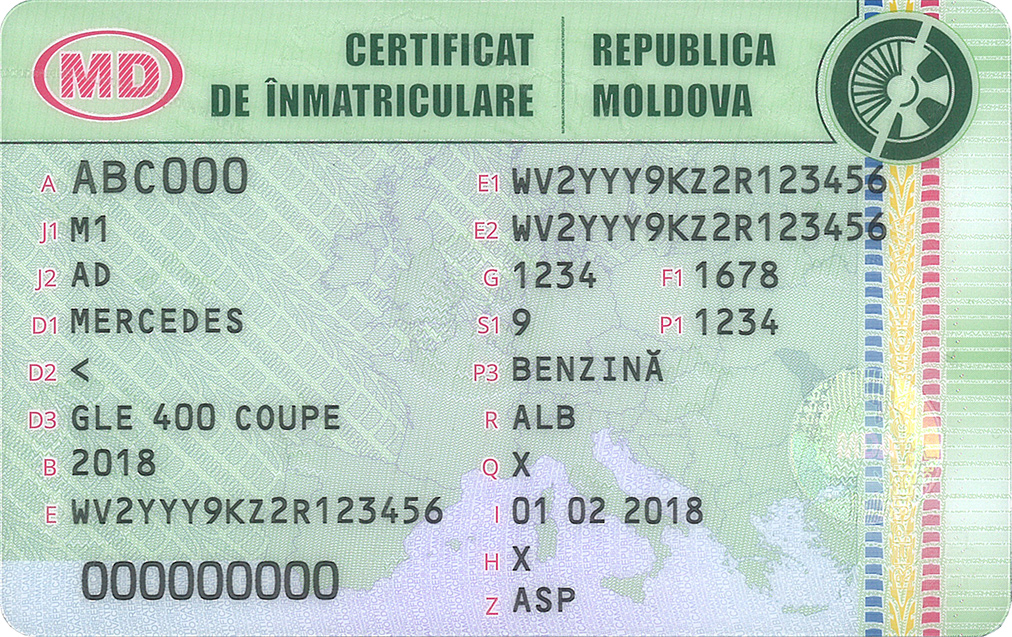 MD
CERTIFICAT
DE ÎNMATRICULARE
REPUBLICA
MOLDOVA
A ABC000
J1 M1
J2 AD
D1 MERCEDES
D2 <
D3 GLE 400 COUPE
B 2018
E WV2YYY9KZ2R123456
000000000
E1 WV2YYY9KZ2R123456
E2 WV2YYY9KZ2R123456
G 1234 F1 1678
S1 9 P1 1234
P3 BENZINĂ
R ALB
Q X
I 01 02 2018
H X
Z ASP